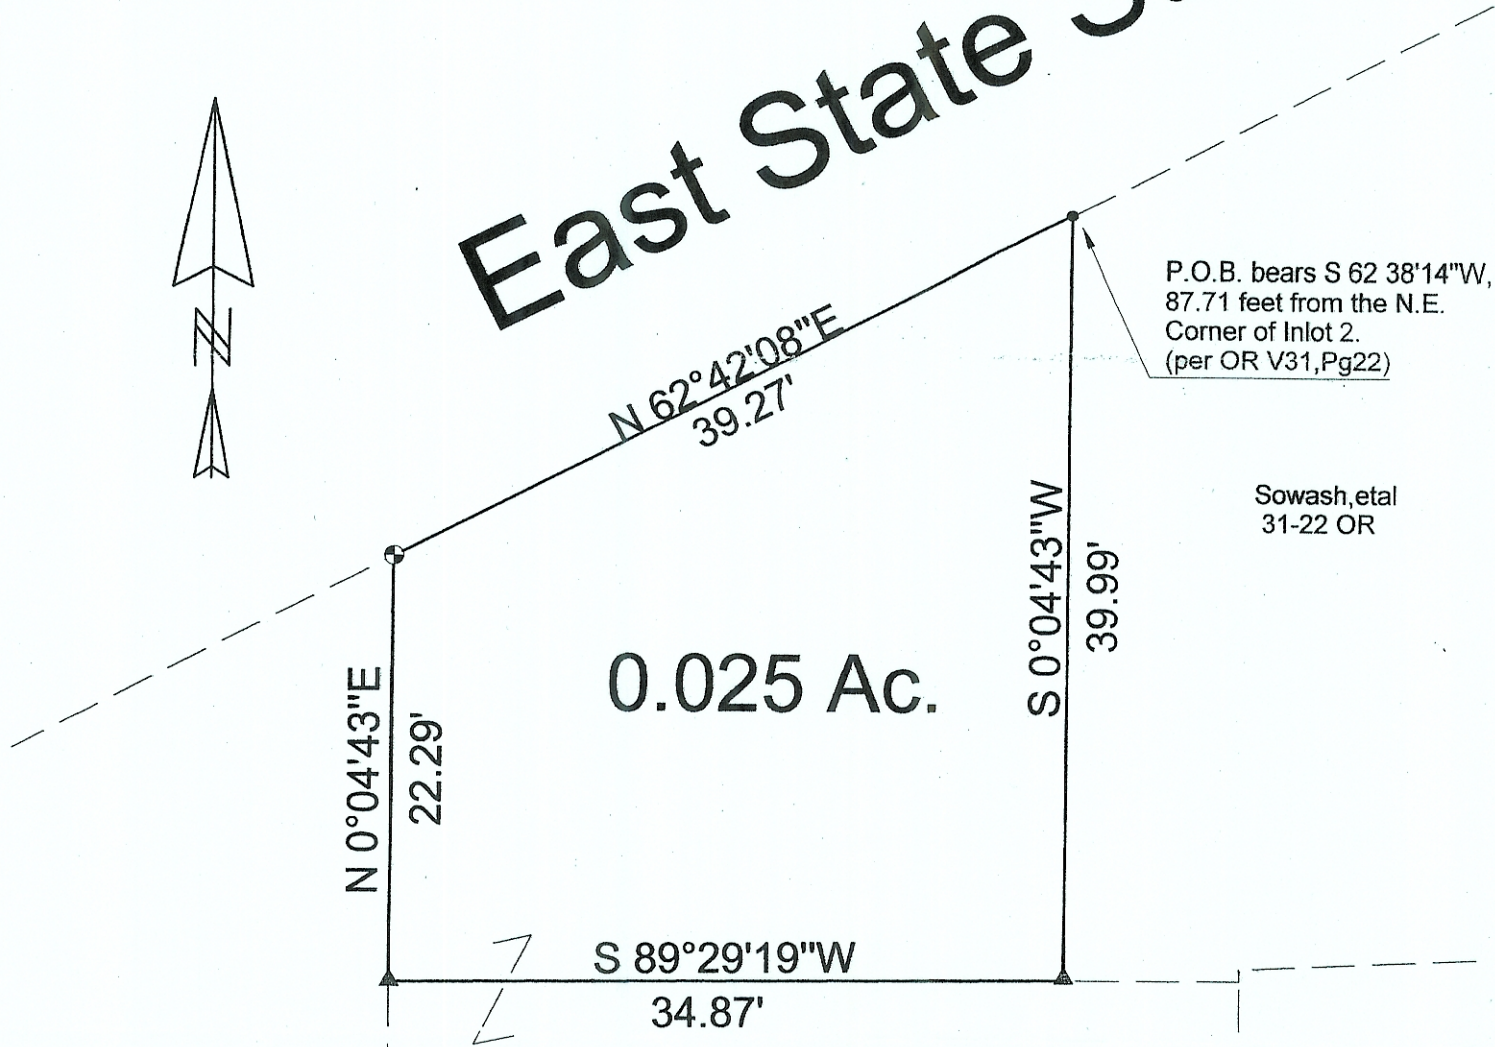 East State
N
P.O.B. bears S 62 38'14"W,
87.71 feet from the N.E.
Corner of Inlot 2.
(per OR V31,Pg22)
N 62°42'08"E
39.27'
Sowash,etal
31-22 OR
S 0°04'43"W
39.99'
0.025 Ac.
N 0°04'43"E
22.29'
S 89°29'19"W
34.87'